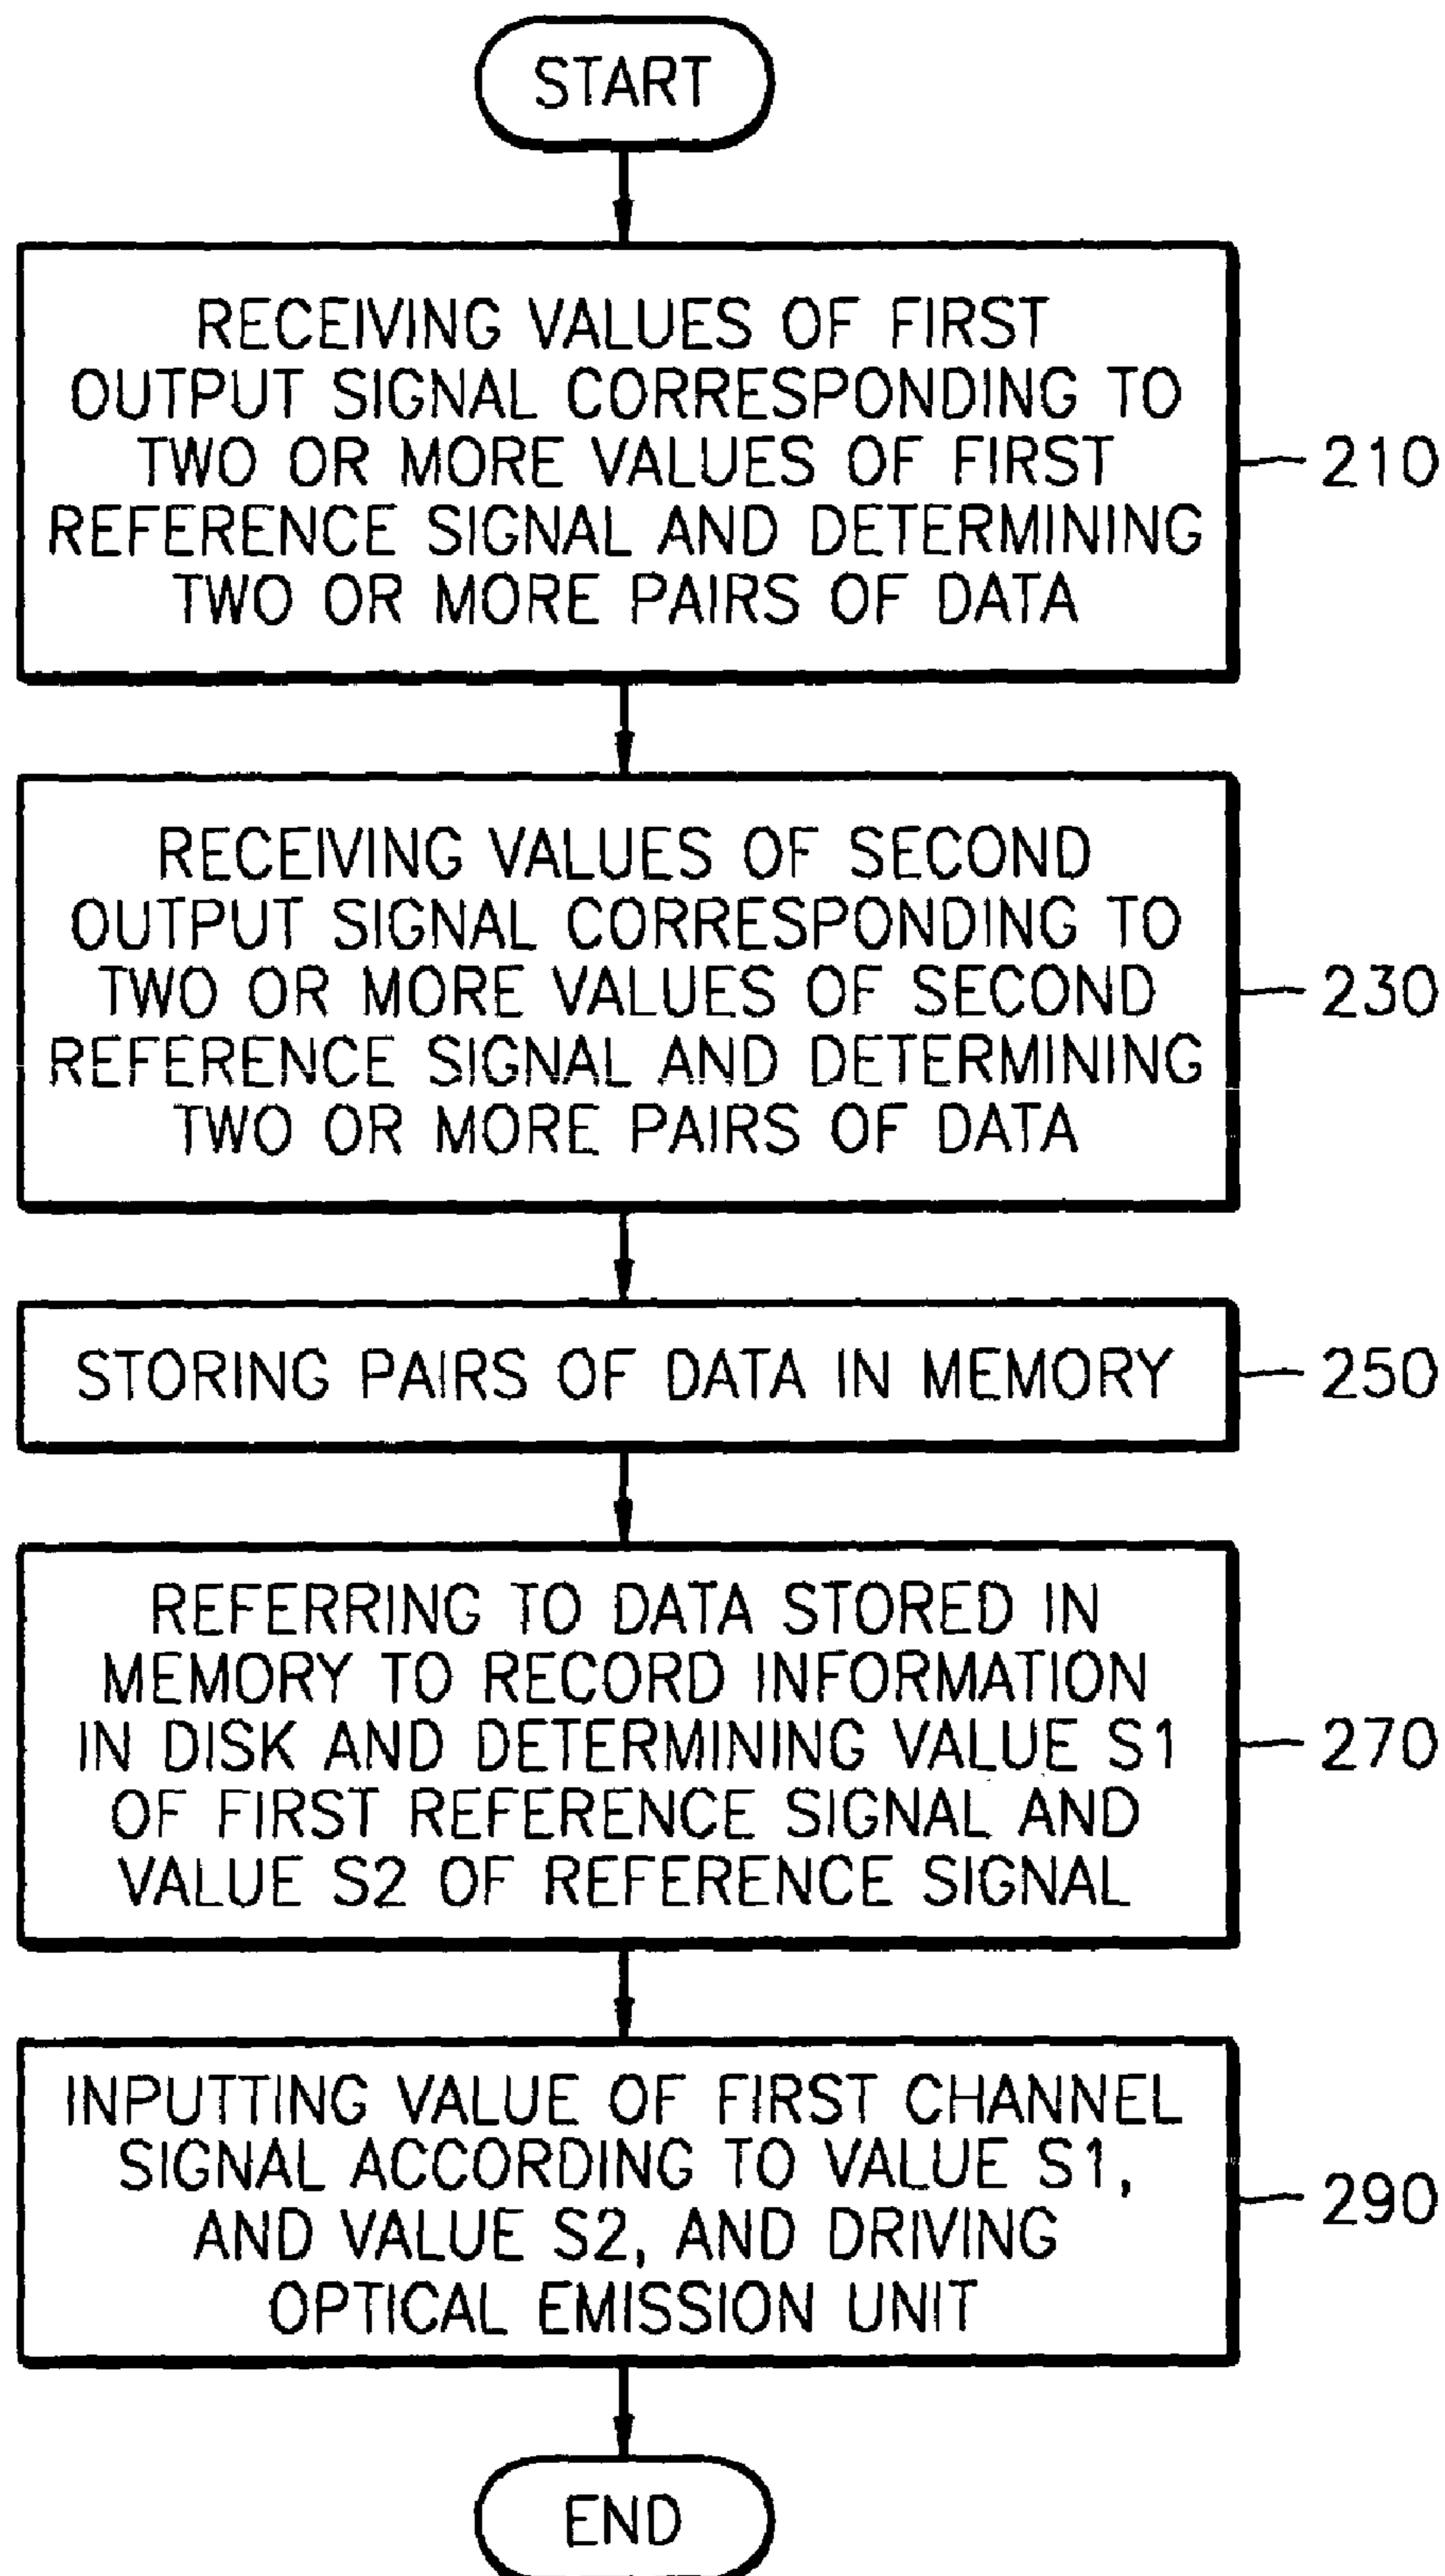 START
RECEIVING VALUES OF FIRST
OUTPUT SIGNAL CORRESPONDING TO
TWO OR MORE VALUES OF FIRST
REFERENCE SIGNAL AND DETERMINING
TWO OR MORE PAIRS OF DATA
210
RECEIVING VALUES OF SECOND
OUTPUT SIGNAL CORRESPONDING TO
TWO OR MORE VALUES OF SECOND
REFERENCE SIGNAL AND DETERMINING
TWO OR MORE PAIRS OF DATA
230
STORING PAIRS OF DATA IN MEMORY
250
REFERRING TO DATA STORED IN
MEMORY TO RECORD INFORMATION
IN DISK AND DETERMINING VALUE S1
OF FIRST REFERENCE SIGNAL AND
VALUE S2 OF REFERENCE SIGNAL
270
INPUTTING VALUE OF FIRST CHANNEL
SIGNAL ACCORDING TO VALUE S1,
AND VALUE S2, AND DRIVING
OPTICAL EMISSION UNIT
290
END